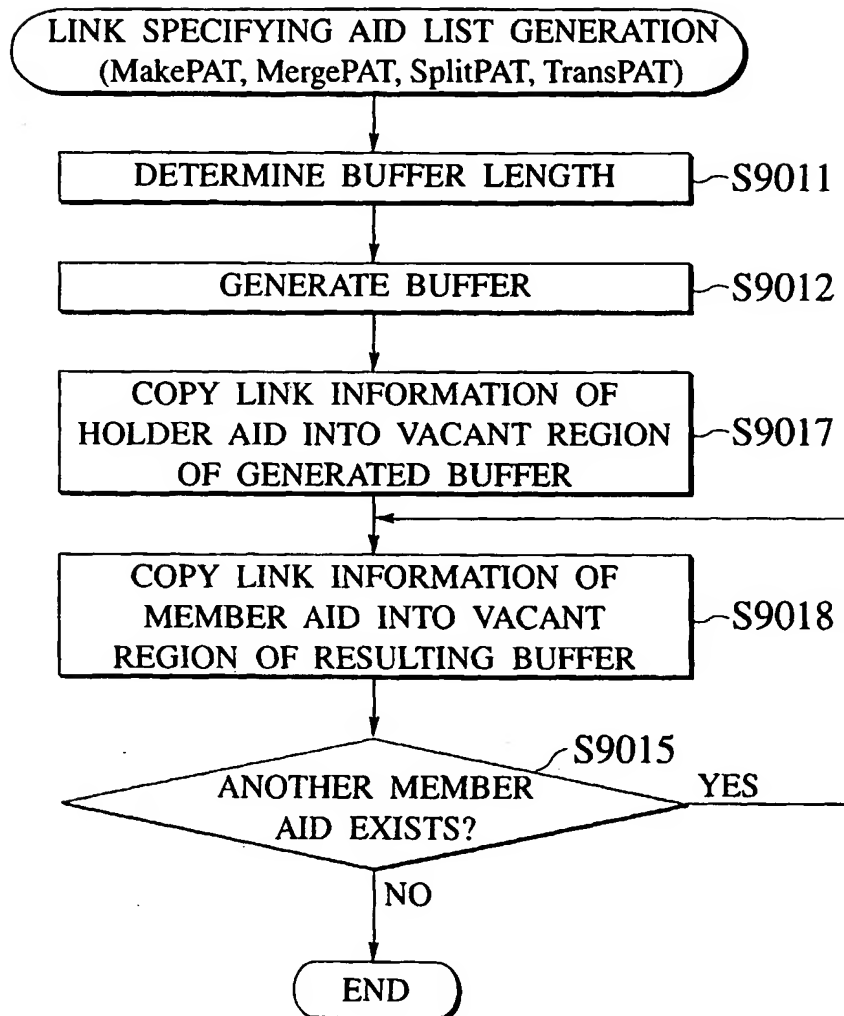 LINK SPECIFYING AID LIST GENERATION
(MakePAT, MergePAT, SplitPAT, TransPAT)
DETERMINE BUFFER LENGTH
S9011
GENERATE BUFFER
S9012
COPY LINK INFORMATION OF
HOLDER AID INTO VACANT REGION
OF GENERATED BUFFER
S9017
COPY LINK INFORMATION OF
MEMBER AID INTO VACANT
REGION OF RESULTING BUFFER
S9018
S9015
ANOTHER MEMBER
AID EXISTS?
YES
NO
END